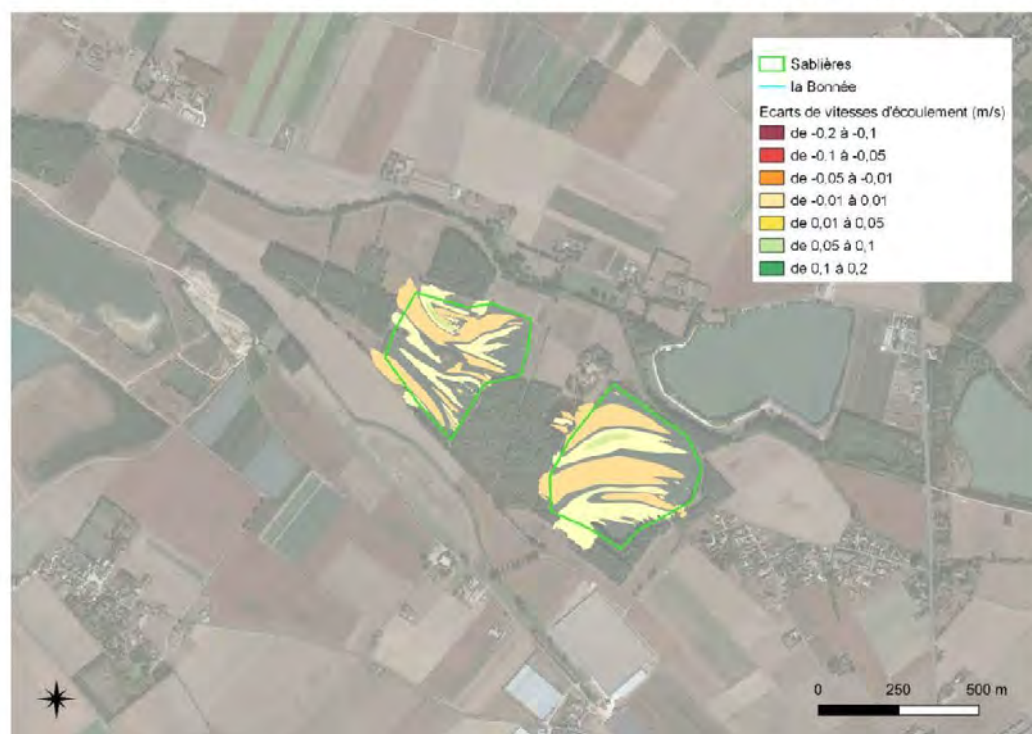 Sablières
la Bonnée
Ecarts de vitesses d'écoulement (m/s)
de -0.2 à -0,1
de -0,1 à -0,05
de -0,05 à -0,01
de -0,01 à 0,01
de 0,01 à 0,05
de 0,05 à 0,1
de 0,1 à 0,2
0 250 500 m